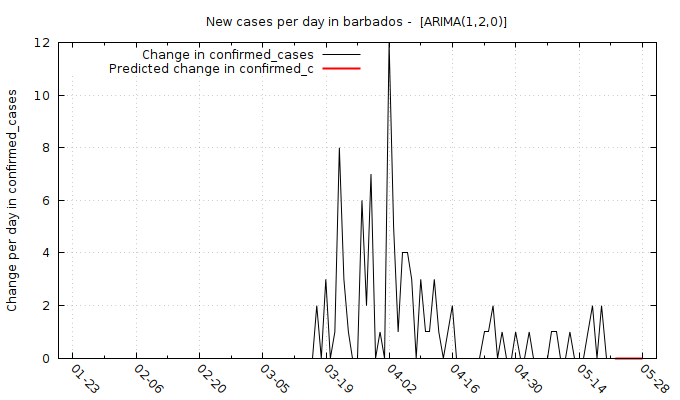 New cases per day in barbados - [ARIMA(1,2,0)]
Change in confirmed_cases
Predicted change in confirmed_c
Change per day in confirmed_cases
12
10
8
6
4
2
0
01-23 02-06 02-20 03-05 03-19 04-02 04-16 04-30 05-14 05-28